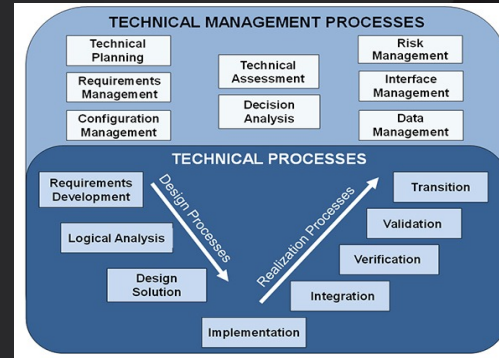 TECHNICAL MANAGEMENT PROCESSES
Technical
Planning
Requirements
Management
Configuration
Management
Technical
Assessment
Decision
Analysis
Risk
Management
Interface
Management
Data
Management
TECHNICAL PROCESSES
Requirements
Development
Logical Analysis
Design
Solution
Design Processes
Implementation
Realization Processes
Integration
Verification
Validation
Transition